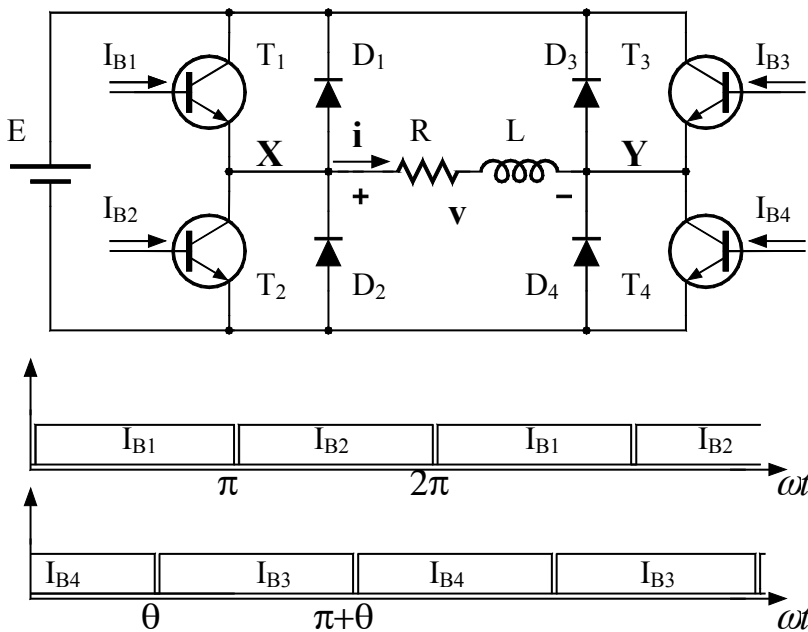 I_B1 T_1 D_1 D_3 T_3 I_B3
E X i R L Y
+ v −
I_B2 T_2 D_2 D_4 T_4 I_B4
I_B1 I_B2 I_B1 I_B2
π 2π ωt
I_B4 I_B3 I_B4 I_B3
θ π+θ ωt